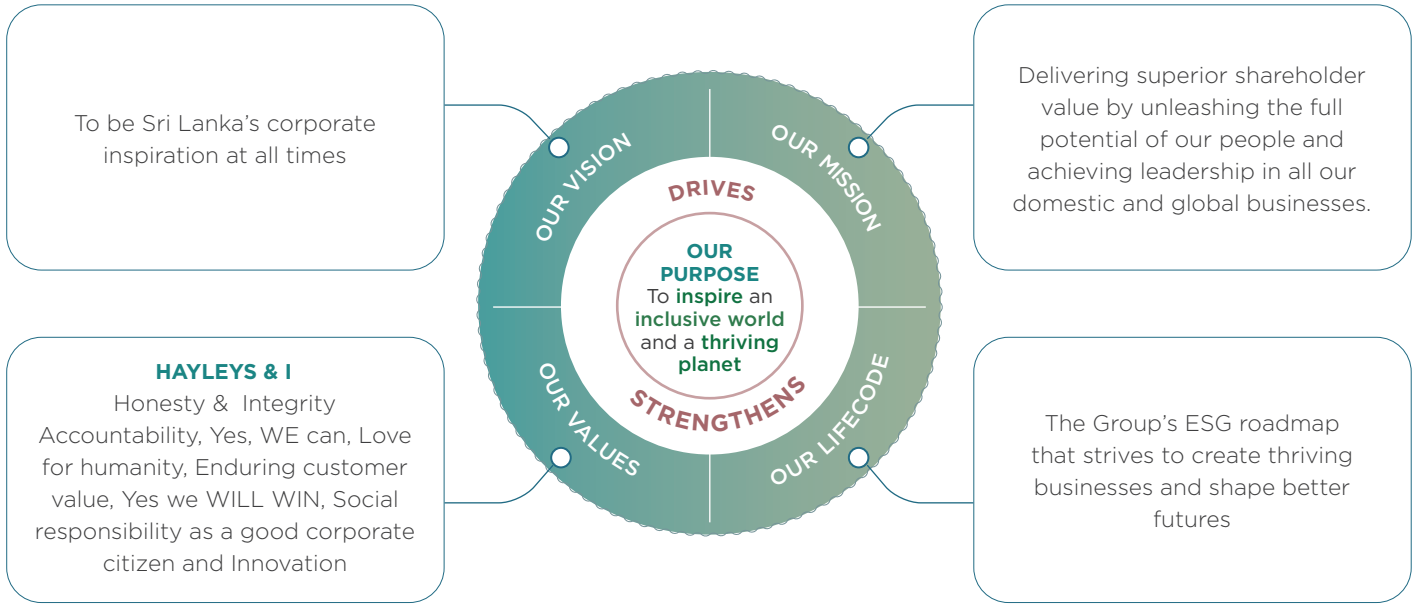 To be Sri Lanka’s corporate
inspiration at all times
OUR VISION
OUR MISSION
Delivering superior shareholder
value by unleashing the full
potential of our people and
achieving leadership in all our
domestic and global businesses.
DRIVES
OUR
PURPOSE
To inspire an
inclusive world
and a thriving
planet
STRENGTHENS
HAYLEYS & I
Honesty &  Integrity
Accountability, Yes, WE can, Love
for humanity, Enduring customer
value, Yes we WILL WIN, Social
responsibility as a good corporate
citizen and Innovation
OUR VALUES
OUR LIFECODE
The Group’s ESG roadmap
that strives to create thriving
businesses and shape better
futures